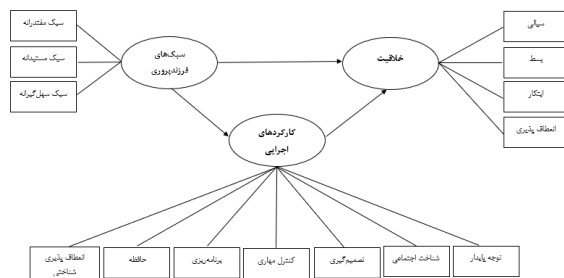 سبک مقتدرانه
سبک مستبدانه
سبک سهل‌گیرانه
سبک‌های
فرزندپروری
خلاقیت
سیالی
بسط
ابتکار
انعطاف پذیری
کارکردهای
اجرایی
توجه پایدار
شناخت اجتماعی
تصمیم‌گیری
کنترل مهاری
برنامه‌ریزی
حافظه
انعطاف پذیری
شناختی